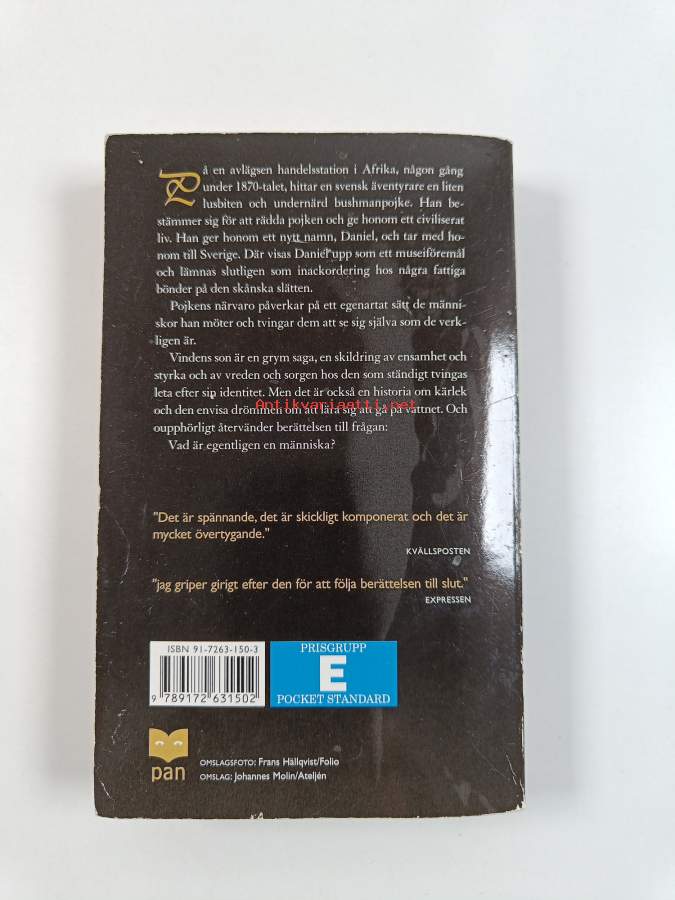 På en avlägsen handelsstation i Afrika, någon gång
under 1870-talet, hittar en svensk äventyrare en liten
lusbiten och undernärd bushmanpojke. Han be-
stämmer sig för att rädda pojken och ge honom ett civiliserat
liv. Han ger honom ett nytt namn, Daniel, och tar med ho-
nom till Sverige. Där visas Daniel upp som ett museiföremål
och lämnas slutligen som inackordering hos några fattiga
bönder på den skånska slätten.
Pojkens närvaro påverkar på ett egenartat sätt de männi-
skor han möter och tvingar dem att se sig själva som de verk-
ligen är.
Vindens son är en grym saga, en skildring av ensamhet och
styrka och av vreden och sorgen hos den som ständigt tvingas
leta efter sin identitet. Men det är också en historia om kärlek
och den envisa drömmen om att lära sig att gå på vattnet. Och
oupphörligt återvänder berättelsen till frågan:
Vad är egentligen en människa?
Antikvariaatti.net
"Det är spännande, det är skickligt komponerat och det är
mycket övertygande."
KVÄLLSPOSTEN
"jag griper girigt efter den för att följa berättelsen till slut."
EXPRESSEN
ISBN 91-7263-150-3
9 789172 631502
PRISGRUPP
E
POCKET STANDARD
pan
OMSLAGSFOTO: Frans Hällqvist/Folio
OMSLAG: Johannes Molin/Ateljén